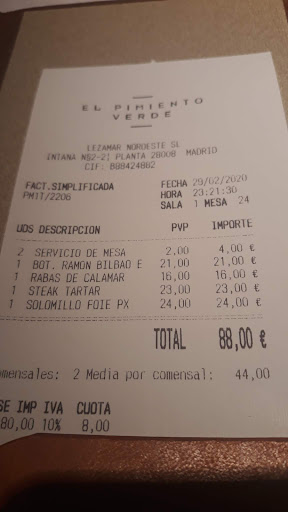 EL PIMIENTO
VERDE
LEZAMAR NOROESTE SL
INTANA Nº2-21 PLANTA 28008 MADRID
CIF: B88424862
FACT.SIMPLIFICADA FECHA 29/02/2020
PM1T/2206 HORA 23:21:30
SALA 1 MESA 24
UDS DESCRIPCION PVP IMPORTE
2 SERVICIO DE MESA 2,00 4,00 €
1 BOT. RAMON BILBAO E 21,00 21,00 €
1 RABAS DE CALAMAR 16,00 16,00 €
1 STEAK TARTAR 23,00 23,00 €
1 SOLOMILLO FOIE PX 24,00 24,00 €
TOTAL 88,00 €
omensales: 2 Media por comensal: 44,00
SE IMP IVA CUOTA
80,00 10% 8,00